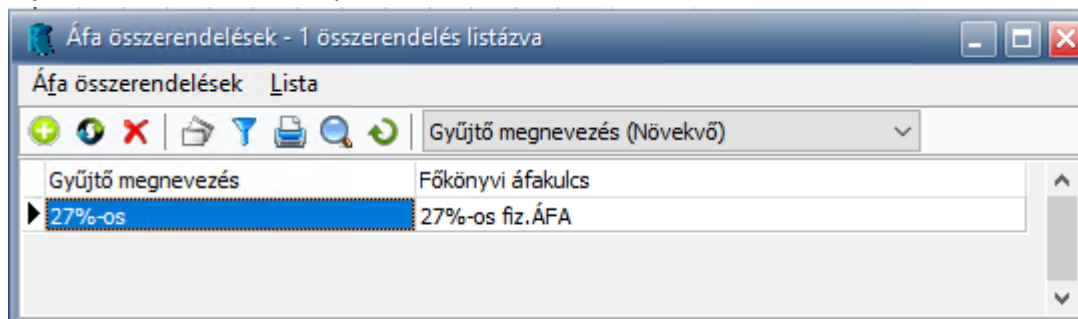 Áfa összerendelések - 1 összerendelés listázva
Áfa összerendelések Lista
Gyűjtő megnevezés (Növekvő)
Gyűjtő megnevezés Főkönyvi áfakulcs
27%-os 27%-os fiz.ÁFA